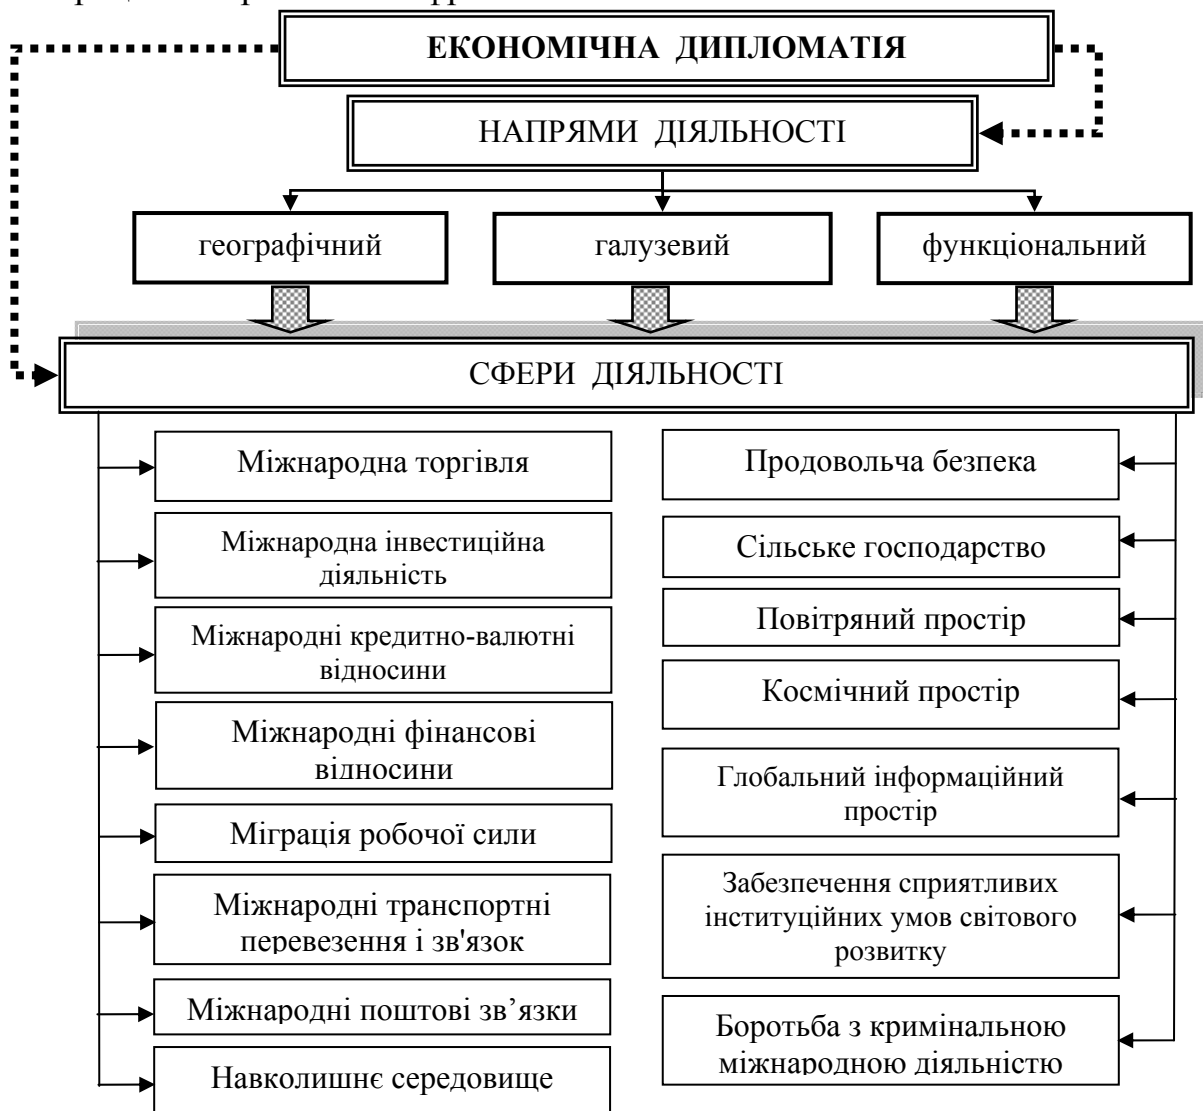 ЕКОНОМІЧНА ДИПЛОМАТІЯ
НАПРЯМИ ДІЯЛЬНОСТІ
географічний
галузевий
функціональний
СФЕРИ ДІЯЛЬНОСТІ
Міжнародна торгівля
Міжнародна інвестиційна
діяльність
Міжнародні кредитно-валютні
відносини
Міжнародні фінансові
відносини
Міграція робочої сили
Міжнародні транспортні
перевезення і зв'язок
Міжнародні поштові зв’язки
Навколишнє середовище
Продовольча безпека
Сільське господарство
Повітряний простір
Космічний простір
Глобальний інформаційний
простір
Забезпечення сприятливих
інституційних умов світового
розвитку
Боротьба з кримінальною
міжнародною діяльністю